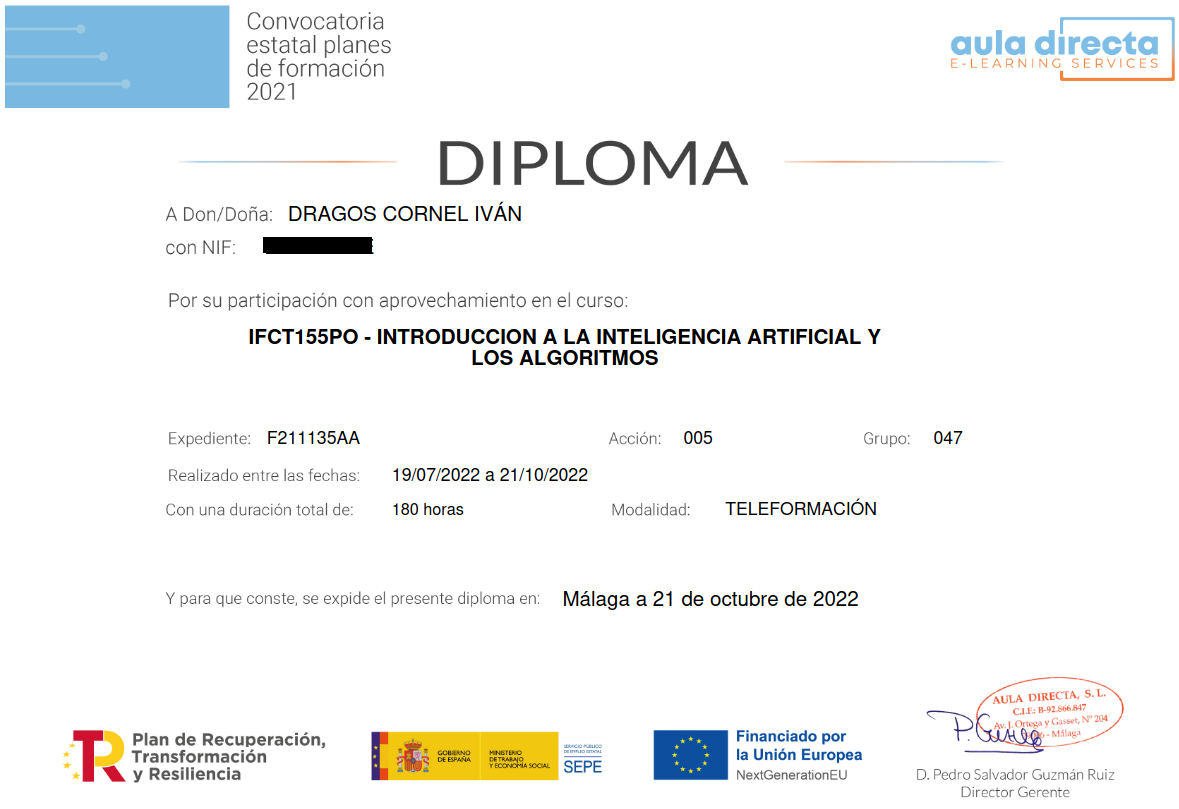 Convocatoria
estatal planes
de formación
2021
aula directa
E-LEARNING SERVICES
DIPLOMA
A Don/Doña: DRAGOS CORNEL IVÁN
con NIF:
Por su participación con aprovechamiento en el curso:
IFCT155PO - INTRODUCCION A LA INTELIGENCIA ARTIFICIAL Y
LOS ALGORITMOS
Expediente: F211135AA Acción: 005 Grupo: 047
Realizado entre las fechas: 19/07/2022 a 21/10/2022
Con una duración total de: 180 horas Modalidad: TELEFORMACIÓN
Y para que conste, se expide el presente diploma en: Málaga a 21 de octubre de 2022
AULA DIRECTA, S. L.
C.I.F.: B-92.866.847
Av. J. Ortega y Gasset, Nº 204
- Málaga
TR
Plan de Recuperación,
Transformación
y Resiliencia
GOBIERNO
DE ESPAÑA
MINISTERIO
DE TRABAJO
Y ECONOMÍA SOCIAL
SERVICIO PÚBLICO
DE EMPLEO ESTATAL
SEPE
Financiado por
la Unión Europea
NextGenerationEU
D. Pedro Salvador Guzmán Ruiz
Director Gerente